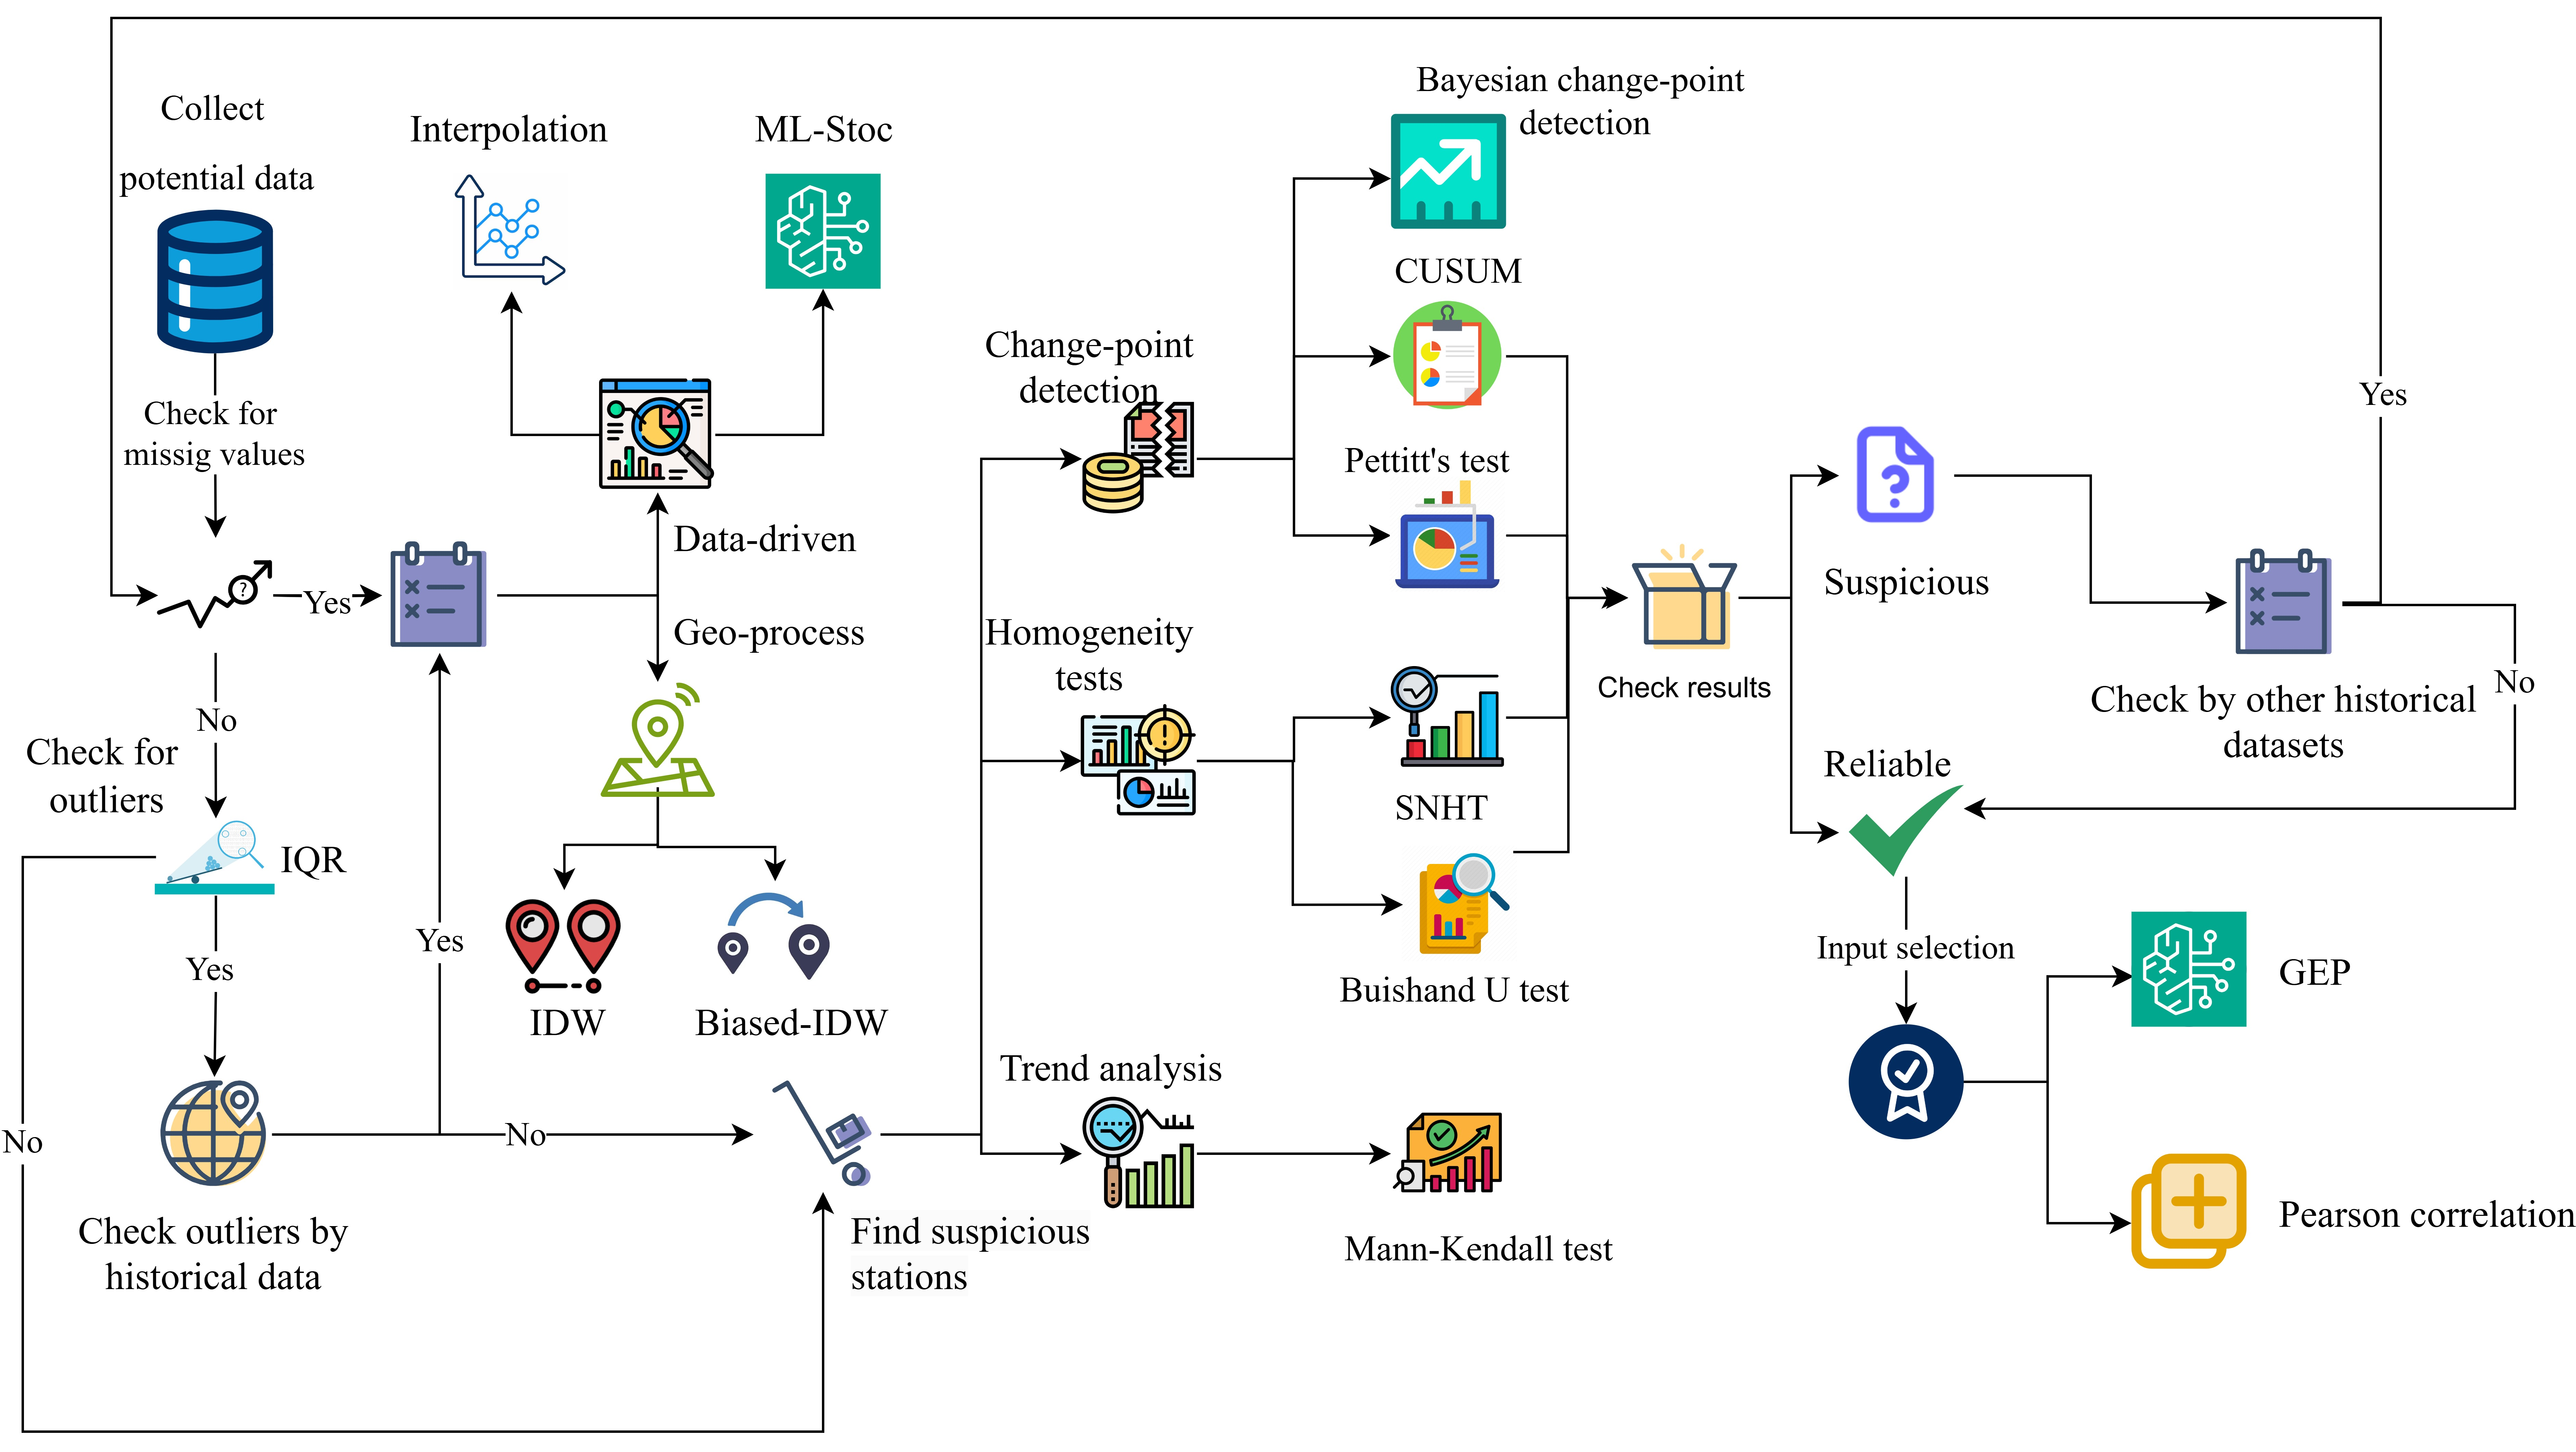 Collect
potential data
Check for
missig values
Yes
No
Check for
outliers
IQR
Yes
No
Check outliers by
historical data
Yes
No
Interpolation
ML-Stoc
Data-driven
Geo-process
IDW
Biased-IDW
Find suspicious
stations
Change-point
detection
Homogeneity
tests
Trend analysis
Bayesian change-point
detection
CUSUM
Pettitt's test
SNHT
Buishand U test
Mann-Kendall test
Check results
Suspicious
Reliable
Check by other historical
datasets
Yes
No
Input selection
GEP
Pearson correlation